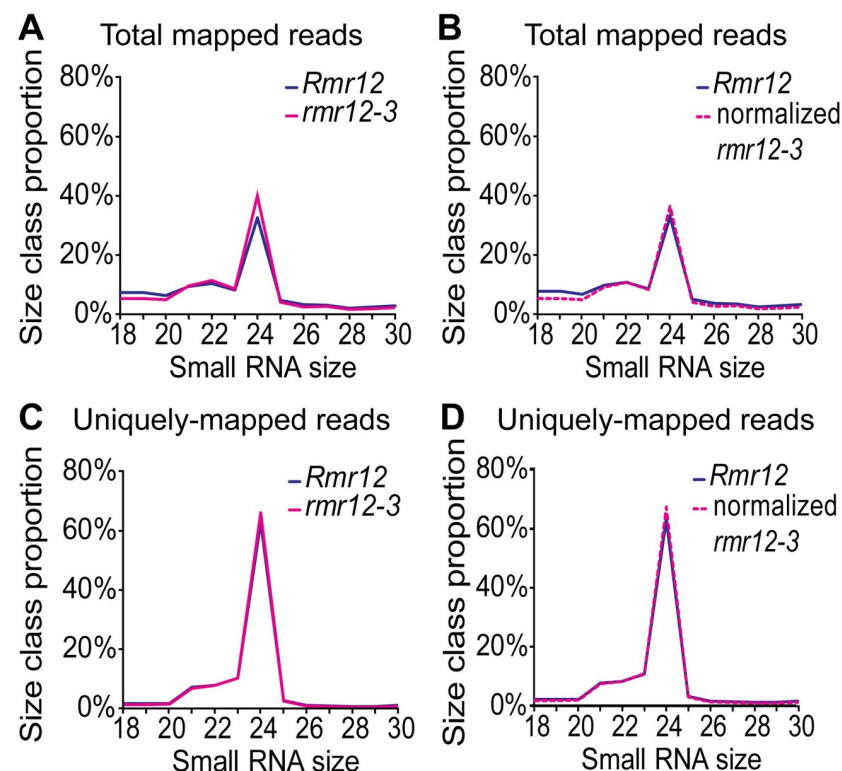 A
Total mapped reads
Size class proportion
80%
60%
40%
20%
0%
Rmr12
rmr12-3
18 20 22 24 26 28 30
Small RNA size
B
Total mapped reads
Size class proportion
80%
60%
40%
20%
0%
Rmr12
normalized
rmr12-3
18 20 22 24 26 28 30
Small RNA size
C
Uniquely-mapped reads
Size class proportion
80%
60%
40%
20%
0%
Rmr12
rmr12-3
18 20 22 24 26 28 30
Small RNA size
D
Uniquely-mapped reads
Size class proportion
80%
60%
40%
20%
0%
Rmr12
normalized
rmr12-3
18 20 22 24 26 28 30
Small RNA size